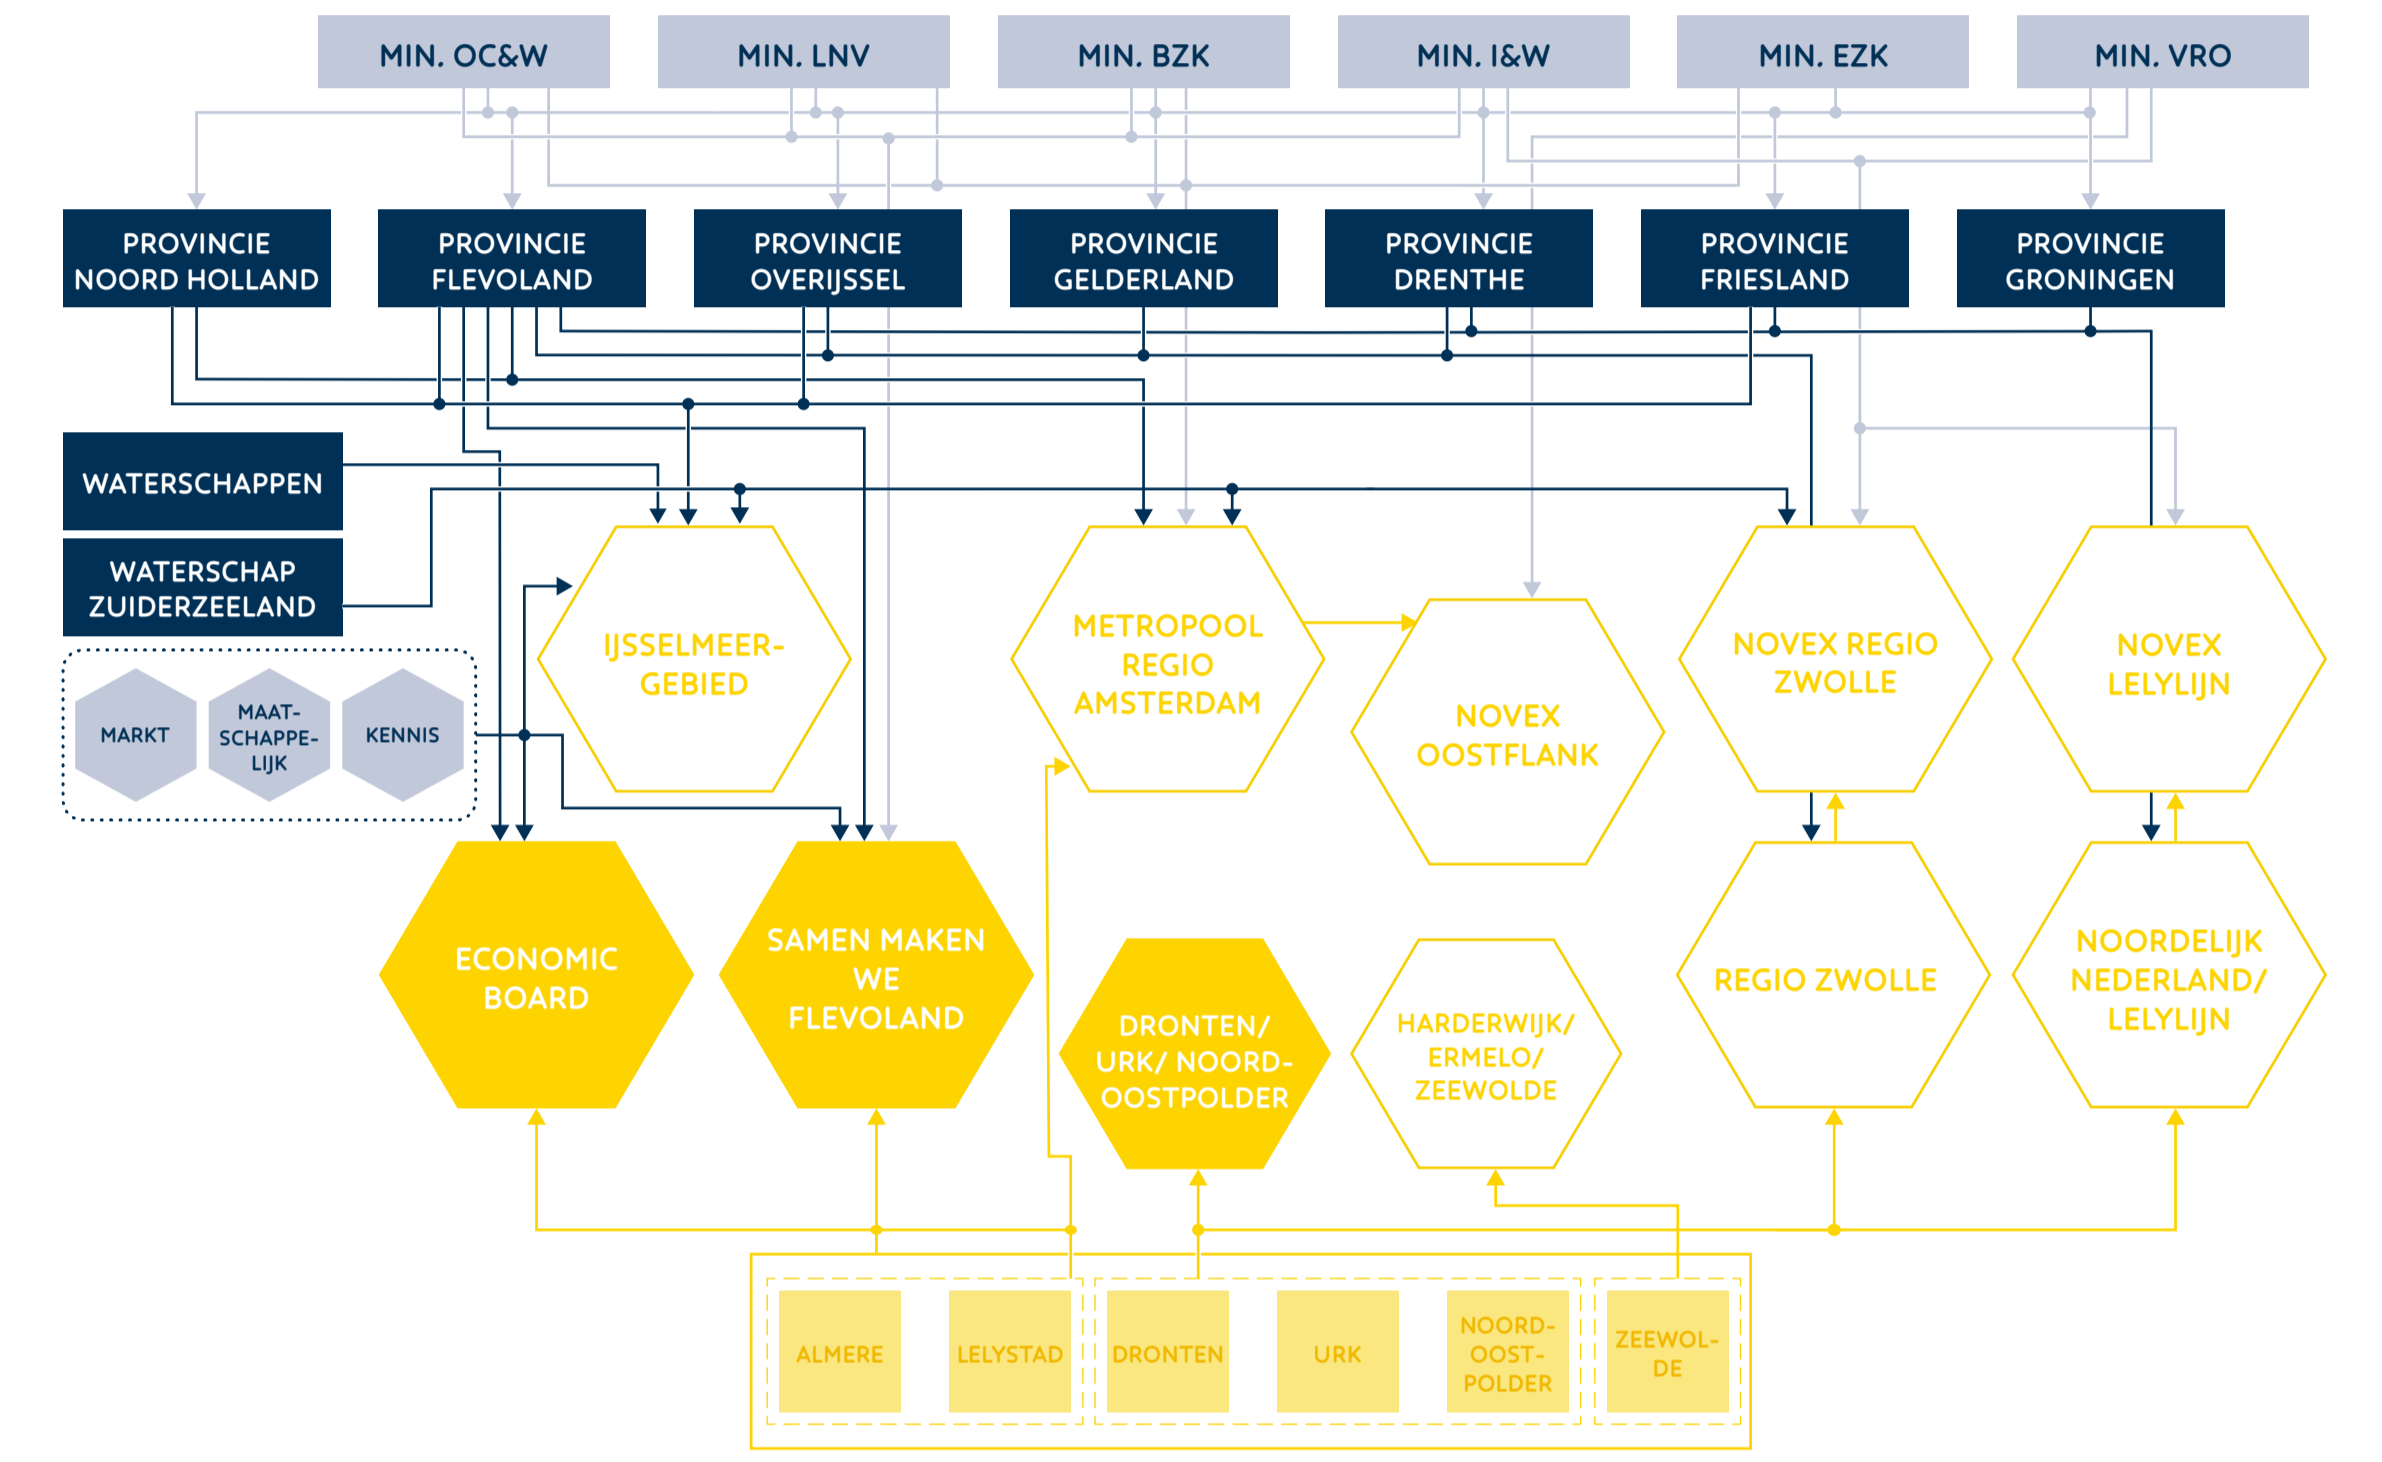 MIN. OC&W
MIN. LNV
MIN. BZK
MIN. I&W
MIN. EZK
MIN. VRO
PROVINCIE
NOORD HOLLAND
PROVINCIE
FLEVOLAND
PROVINCIE
OVERIJSSEL
PROVINCIE
GELDERLAND
PROVINCIE
DRENTHE
PROVINCIE
FRIESLAND
PROVINCIE
GRONINGEN
WATERSCHAPPEN
WATERSCHAP
ZUIDERZEELAND
MARKT
MAAT-
SCHAPPE-
LIJK
KENNIS
IJSSELMEER-
GEBIED
METROPOOL
REGIO
AMSTERDAM
NOVEX
OOSTFLANK
NOVEX REGIO
ZWOLLE
NOVEX
LELYLIJN
ECONOMIC
BOARD
SAMEN MAKEN
WE
FLEVOLAND
DRONTEN/
URK/ NOORD-
OOSTPOLDER
HARDERWIJK/
ERMELO/
ZEEWOLDE
REGIO ZWOLLE
NOORDELIJK
NEDERLAND/
LELYLIJN
ALMERE
LELYSTAD
DRONTEN
URK
NOORD-
OOST-
POLDER
ZEEWOL-
DE